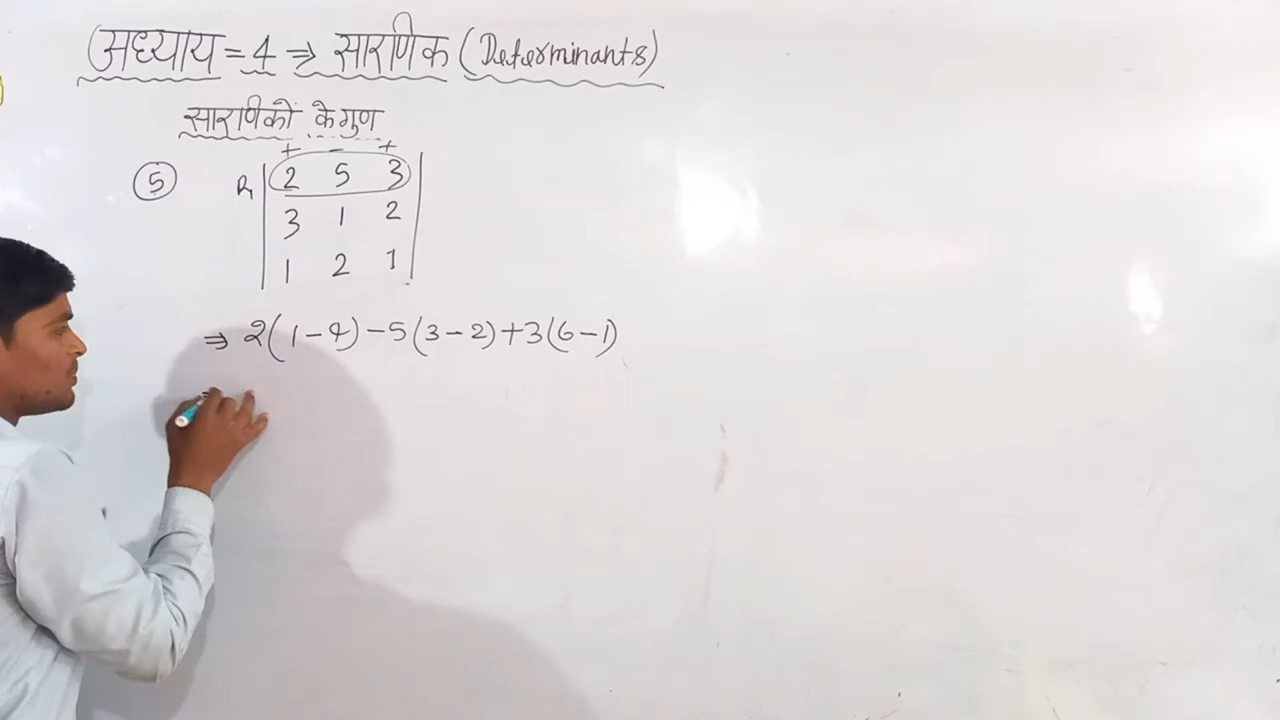 (अध्याय = 4 ⇒ सारणिक (Determinants)
सारणिकों के गुण
+ - +
(5) R₁ | 2 5 3 |
| 3 1 2 |
| 1 2 1 |
⇒ 2(1-4)-5(3-2)+3(6-1)